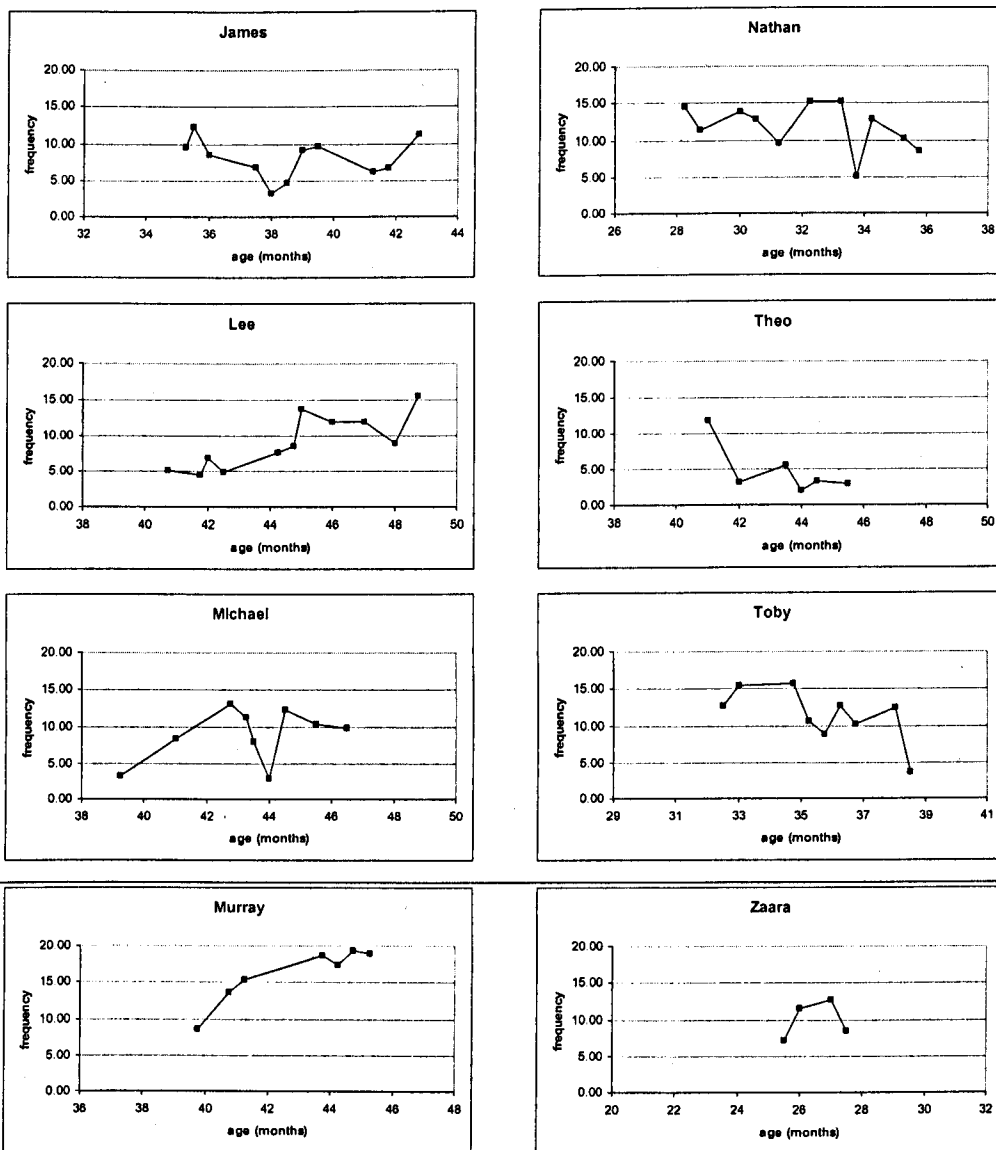 James
20.00
15.00
10.00
5.00
0.00
frequency
32 34 36 38 40 42 44
age (months)
Nathan
20.00
15.00
10.00
5.00
0.00
frequency
26 28 30 32 34 36 38
age (months)
Lee
20.00
15.00
10.00
5.00
0.00
frequency
38 40 42 44 46 48 50
age (months)
Theo
20.00
15.00
10.00
5.00
0.00
frequency
38 40 42 44 46 48 50
age (months)
Michael
20.00
15.00
10.00
5.00
0.00
frequency
38 40 42 44 46 48 50
age (months)
Toby
20.00
15.00
10.00
5.00
0.00
frequency
29 31 33 35 37 39 41
age (months)
Murray
20.00
15.00
10.00
5.00
0.00
frequency
36 38 40 42 44 46 48
age (months)
Zaara
20.00
15.00
10.00
5.00
0.00
frequency
20 22 24 26 28 30 32
age (months)